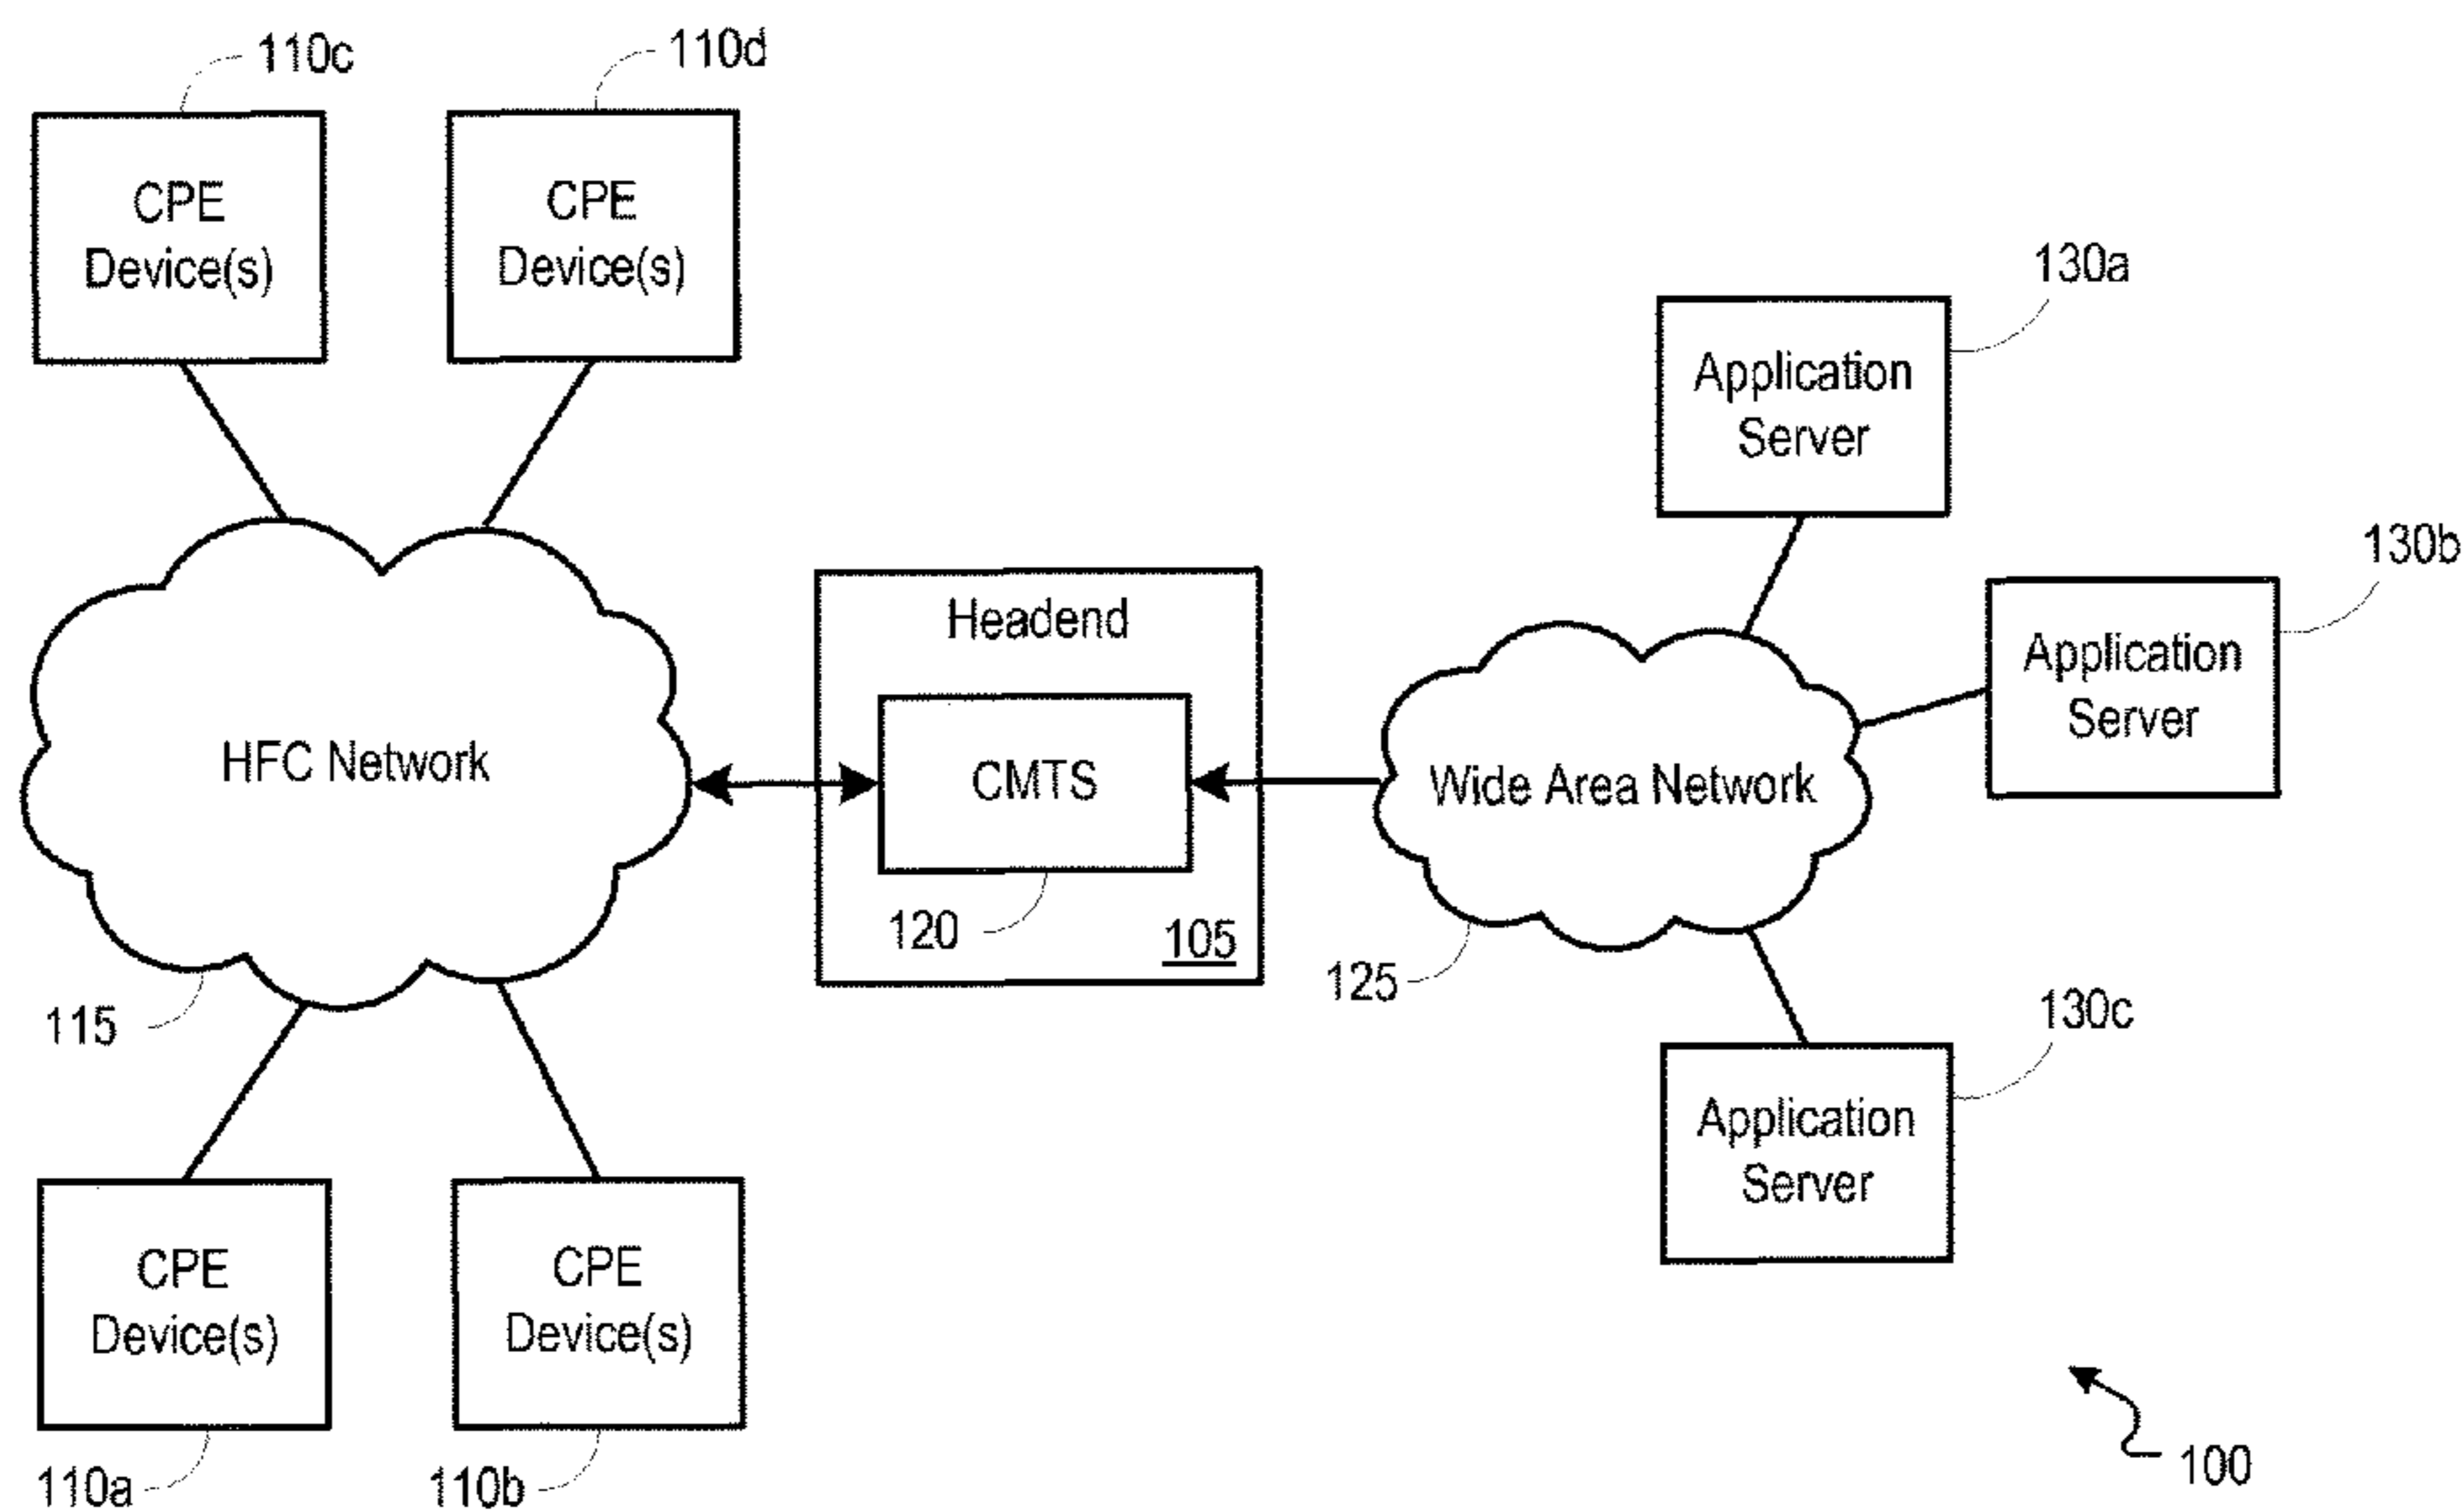 110c
110d
CPE
Device(s)
CPE
Device(s)
130a
Application
Server
130b
Application
Server
Headend
HFC Network
CMTS
Wide Area Network
120
105
125
115
130c
Application
Server
CPE
Device(s)
CPE
Device(s)
110a
110b
100